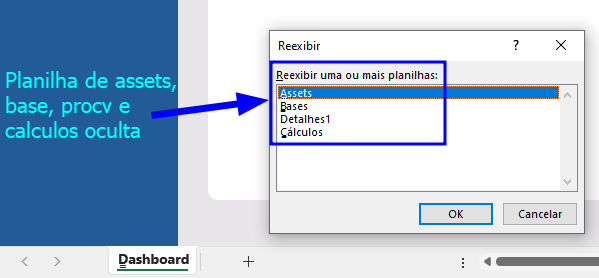 Planilha de assets,
base, procv e
calculos oculta
Reexibir
?
Reexibir uma ou mais planilhas:
Assets
Bases
Detalhes1
Cálculos
OK
Cancelar
Dashboard